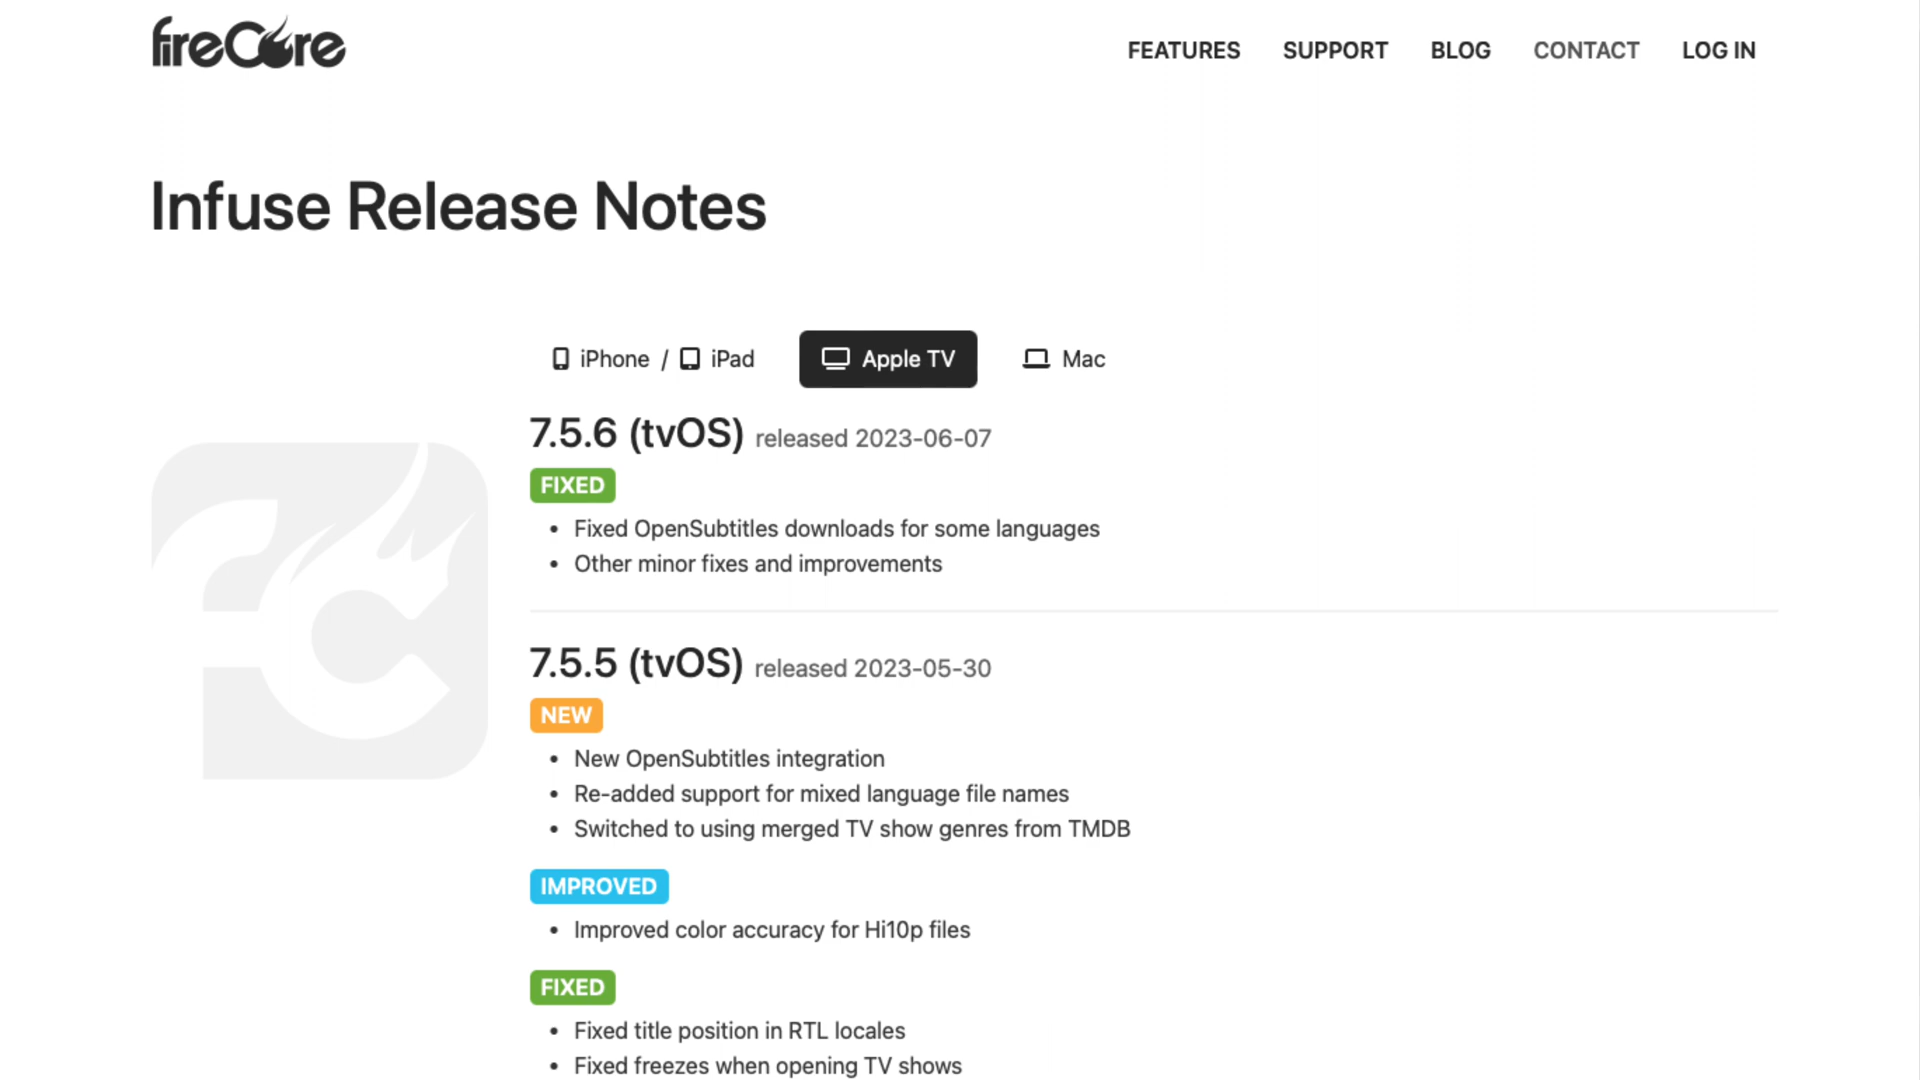 fireCore
FEATURES SUPPORT BLOG CONTACT LOG IN
Infuse Release Notes
iPhone / iPad Apple TV Mac
7.5.6 (tvOS) released 2023-06-07
FIXED
• Fixed OpenSubtitles downloads for some languages
• Other minor fixes and improvements
7.5.5 (tvOS) released 2023-05-30
NEW
• New OpenSubtitles integration
• Re-added support for mixed language file names
• Switched to using merged TV show genres from TMDB
IMPROVED
• Improved color accuracy for Hi10p files
FIXED
• Fixed title position in RTL locales
• Fixed freezes when opening TV shows